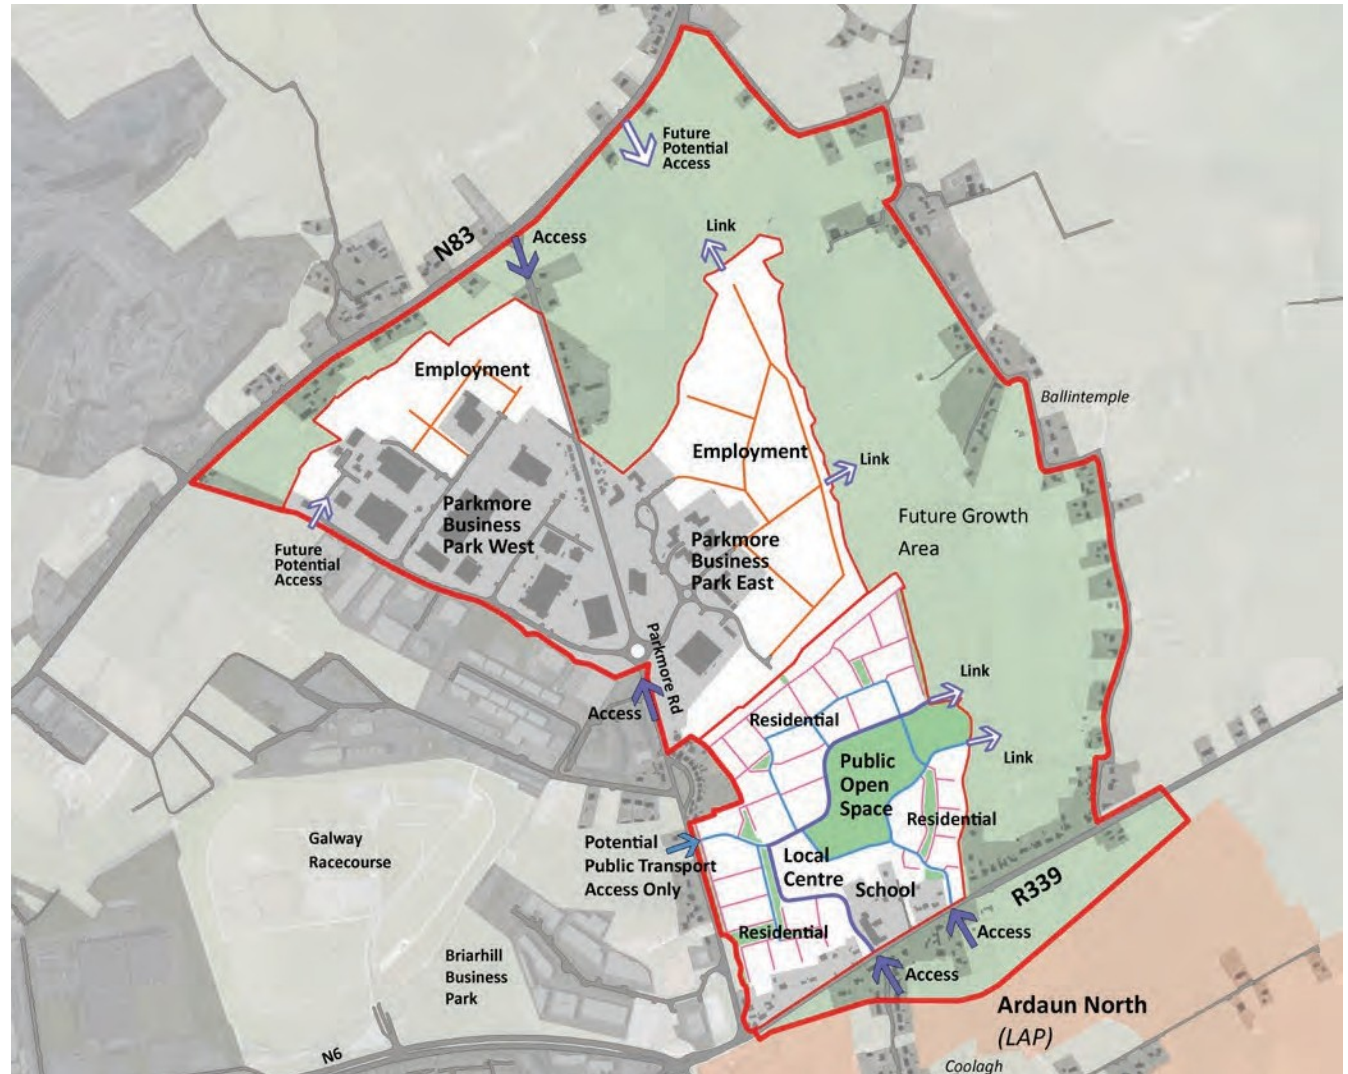 Future
Potential
Access
Link
N83
Access
Employment
Ballintemple
Employment
Link
Parkmore
Business
Park West
Future Growth
Area
Parkmore
Business
Park East
Future
Potential
Access
Parkmore Rd
Link
Access
Residential
Link
Public
Open
Space
Residential
Galway
Racecourse
Potential
Public Transport
Access Only
Local
Centre
School
R339
Residential
Access
Briarhill
Business
Park
Access
Ardaun North
(LAP)
N6
Coolagh